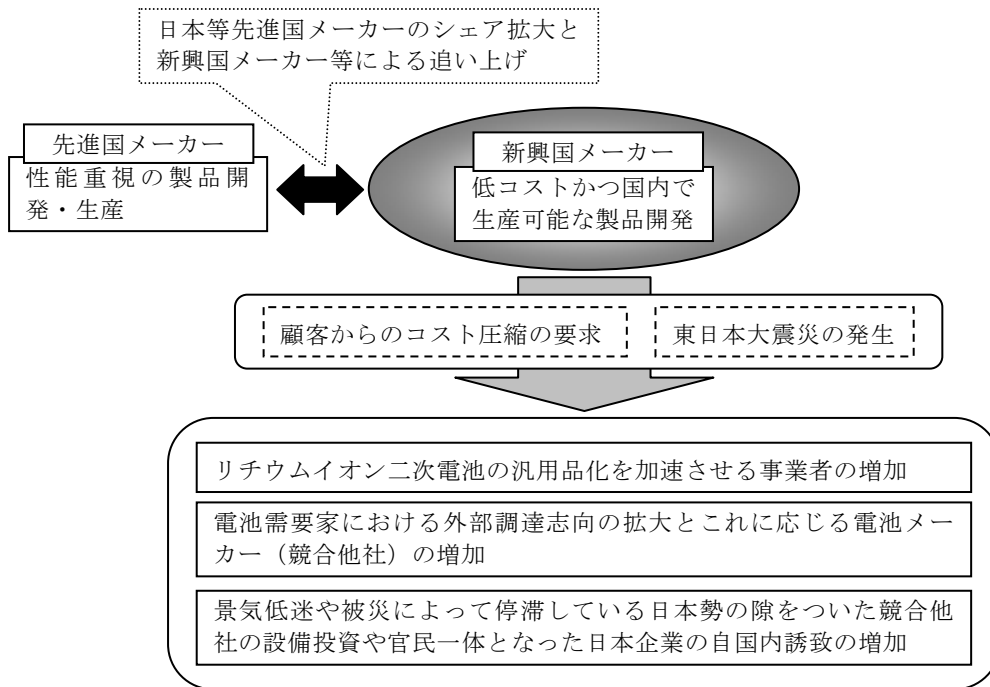 日本等先進国メーカーのシェア拡大と
新興国メーカー等による追い上げ
先進国メーカー
性能重視の製品開
発・生産
新興国メーカー
低コストかつ国内で
生産可能な製品開発
顧客からのコスト圧縮の要求
東日本大震災の発生
リチウムイオン二次電池の汎用品化を加速させる事業者の増加
電池需要家における外部調達志向の拡大とこれに応じる電池メー
カー（競合他社）の増加
景気低迷や被災によって停滞している日本勢の隙をついた競合他
社の設備投資や官民一体となった日本企業の自国内誘致の増加